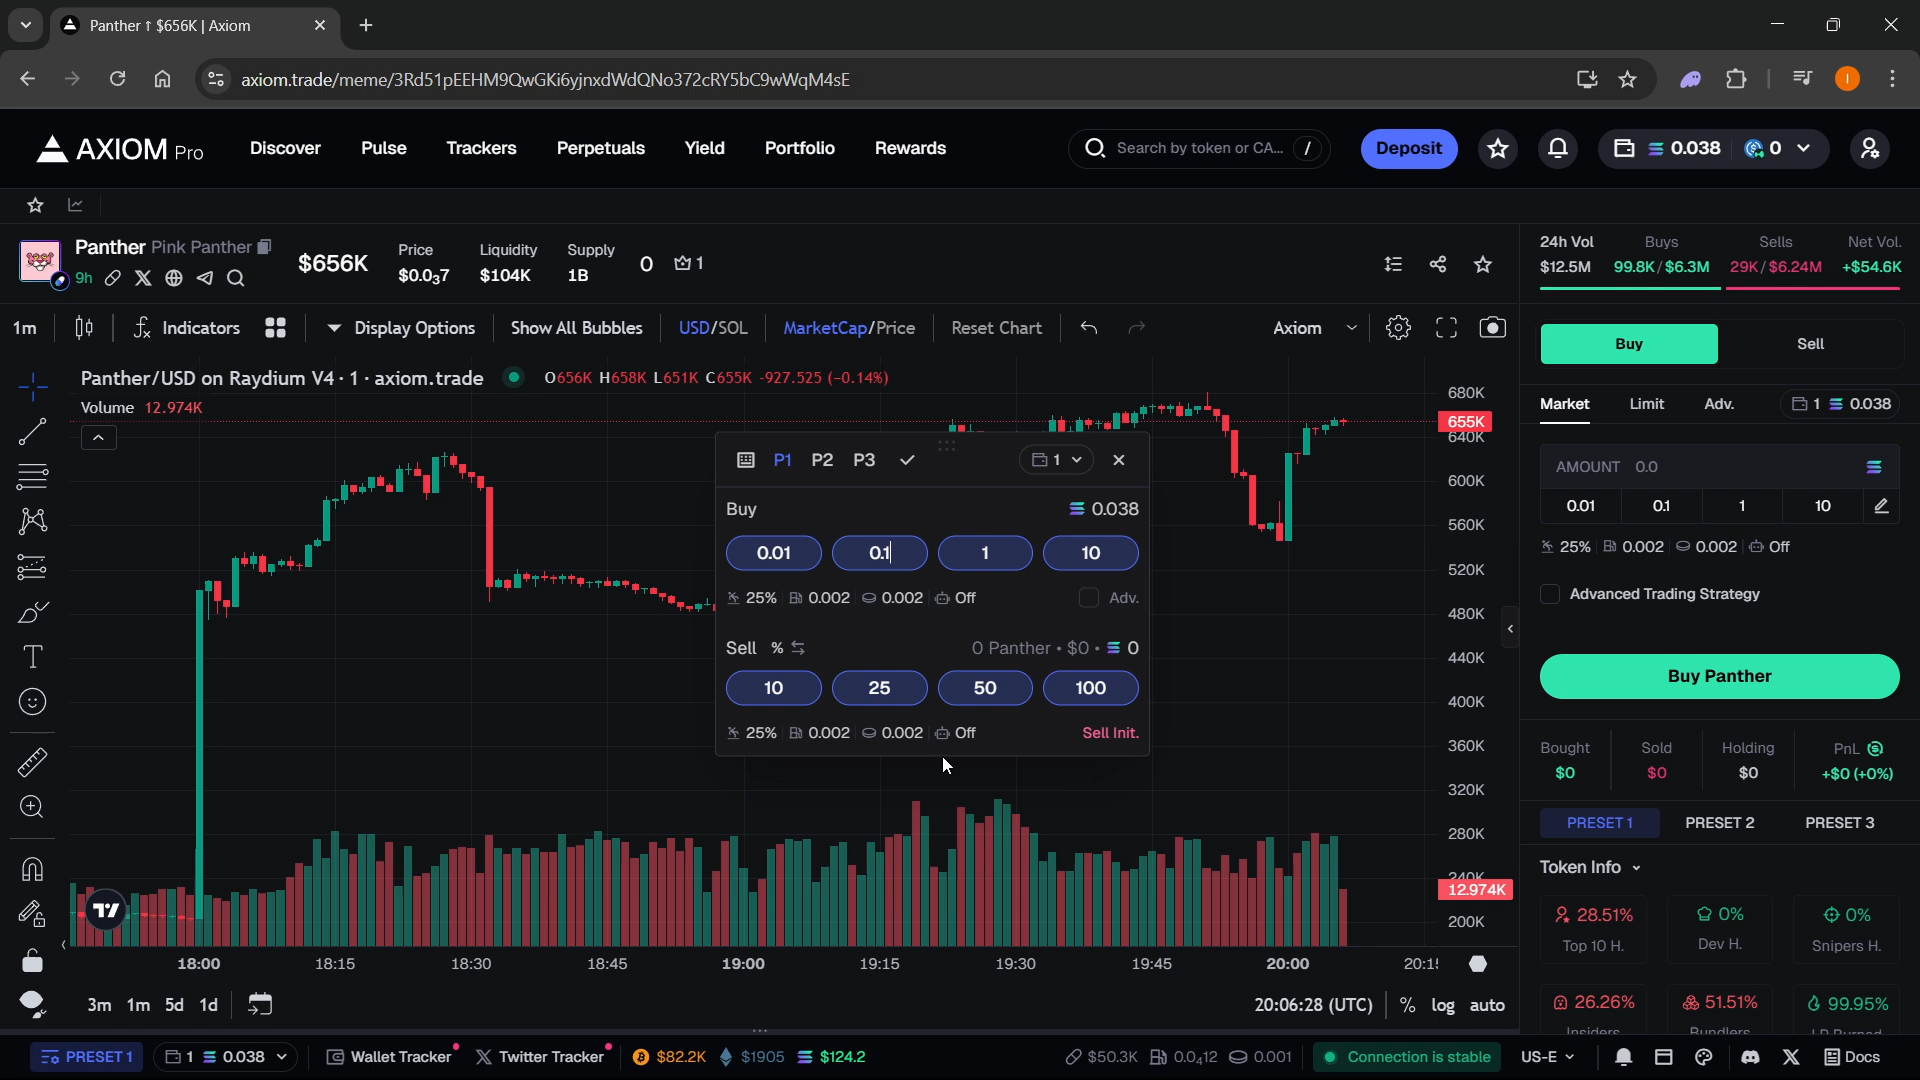 Panther ↑ $656K | Axiom
axiom.trade/meme/3Rd51pEEHM9QwGKi6yjnxdWdQNo372cRY5bC9wWqM4sE
I
AXIOM Pro
Discover Pulse Trackers Perpetuals Yield Portfolio Rewards
Search by token or CA... /
Deposit
0.038 0
Panther Pink Panther
9h
$656K
Price
$0.0₃7
Liquidity
$104K
Supply
1B
0 1
24h Vol Buys Sells Net Vol.
$12.5M 99.8K / $6.3M 29K / $6.24M +$54.6K
1m Indicators Display Options Show All Bubbles USD/SOL MarketCap/Price Reset Chart
Axiom
Buy Sell
Panther/USD on Raydium V4 · 1 · axiom.trade O656K H658K L651K C655K -927.525 (-0.14%)
Volume 12.974K
680K
655K
640K
600K
560K
520K
480K
440K
400K
360K
320K
280K
240K
12.974K
200K
P1 P2 P3 1
Buy 0.038
0.01 0.1 1 10
25% 0.002 0.002 Off Adv.
Sell % 0 Panther • $0 • 0
10 25 50 100
25% 0.002 0.002 Off Sell Init.
18:00 18:15 18:30 18:45 19:00 19:15 19:30 19:45 20:00
3m 1m 5d 1d
20:06:28 (UTC) % log auto
Market Limit Adv. 1 0.038
AMOUNT 0.0
0.01 0.1 1 10
25% 0.002 0.002 Off
Advanced Trading Strategy
Buy Panther
Bought Sold Holding PnL
$0 $0 $0 +$0 (+0%)
PRESET 1 PRESET 2 PRESET 3
Token Info
28.51% 0% 0%
Top 10 H. Dev H. Snipers H.
26.26% 51.51% 99.95%
Insiders Bundlers LP Burned
PRESET 1 1 0.038 Wallet Tracker Twitter Tracker $82.2K $1905 $124.2
$50.3K 0.0₄12 0.001 Connection is stable US-E Docs